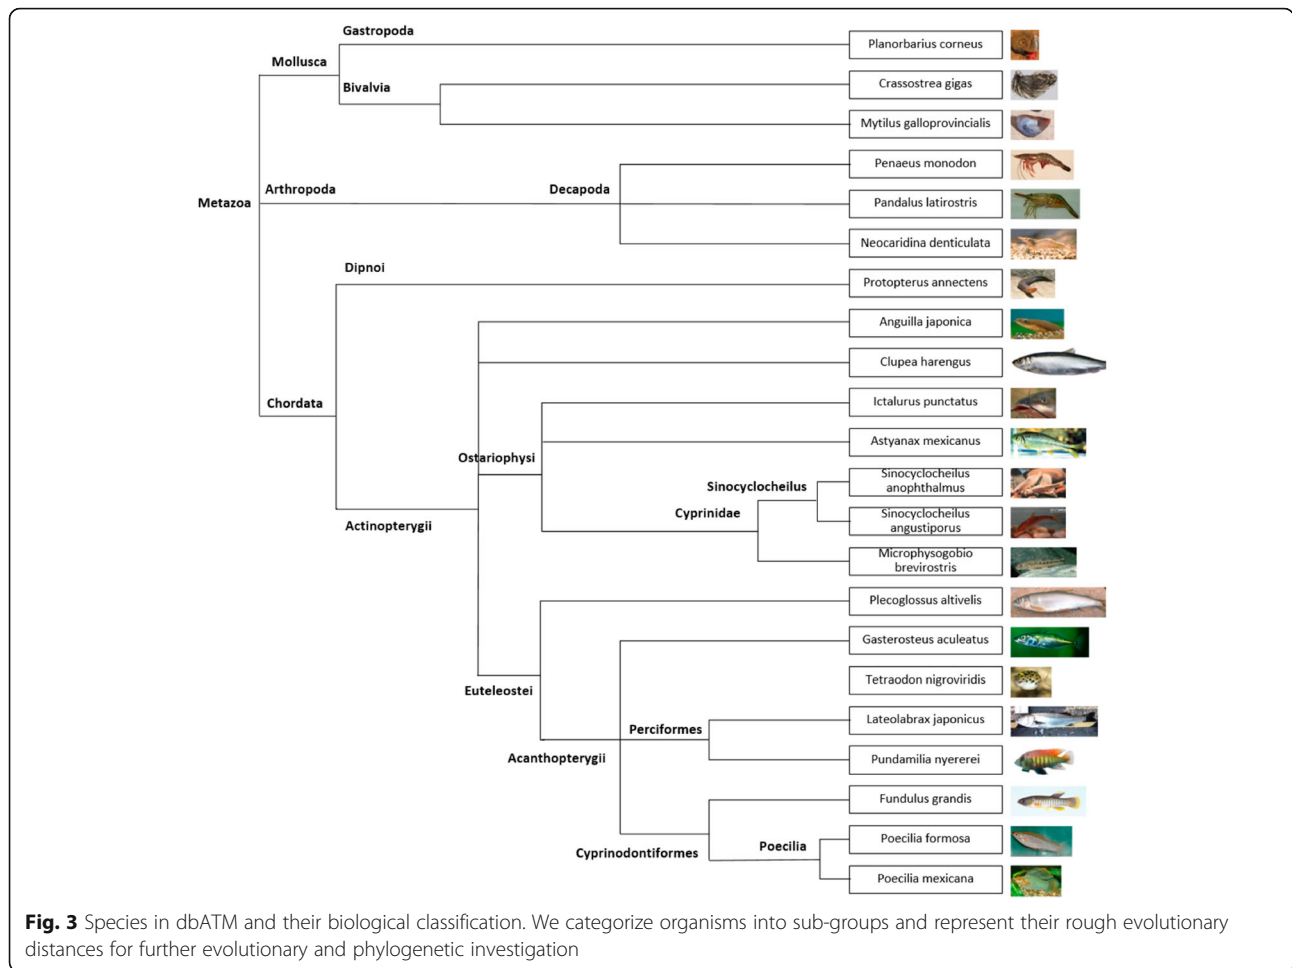 Gastropoda
Planorbarius corneus
Mollusca
Bivalvia
Crassostrea gigas
Mytilus galloprovincialis
Penaeus monodon
Arthropoda
Decapoda
Metazoa
Pandalus latirostris
Neocaridina denticulata
Dipnoi
Protopterus annectens
Anguilla japonica
Clupea harengus
Chordata
Ictalurus punctatus
Astyanax mexicanus
Ostariophysi
Sinocyclocheilus
anophthalmus
Sinocyclocheilus
Cyprinidae
Sinocyclocheilus
angustiporus
Actinopterygii
Microphysogobio
brevirostris
Plecoglossus altivelis
Gasterosteus aculeatus
Tetraodon nigroviridis
Euteleostei
Lateolabrax japonicus
Perciformes
Acanthopterygii
Pundamilia nyererei
Fundulus grandis
Poecilia formosa
Poecilia
Cyprinodontiformes
Poecilia mexicana
Fig. 3 Species in dbATM and their biological classification. We categorize organisms into sub-groups and represent their rough evolutionary
distances for further evolutionary and phylogenetic investigation